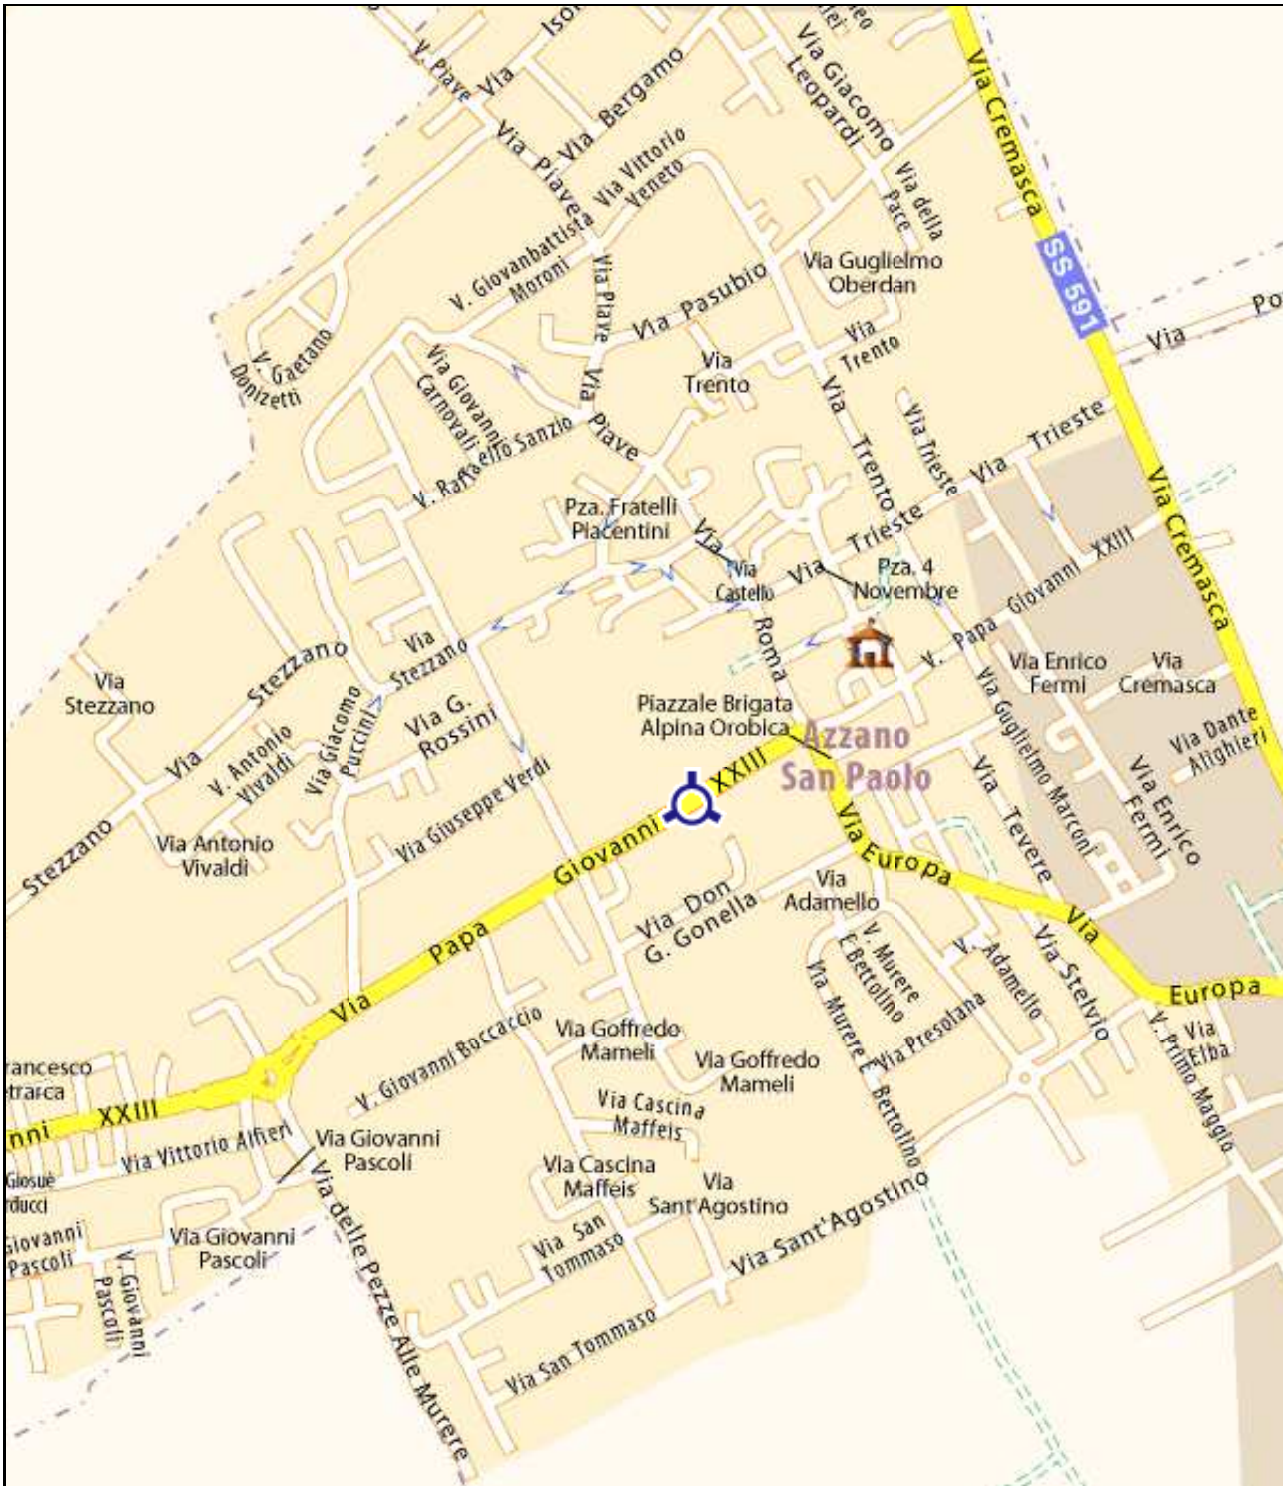 V. Piave
Via
Via Bergamo
Via Piave
Via Vittorio
Veneto
Via Giacomo
Leopardi
Via Cremasca
Via della
Pace
SS 591
V. Giovanbattista
Moroni
Via Piave
Via Pasubio
Via Guglielmo
Oberdan
Via
Trento
Via
Trento
Via
V. Gaetano
Donizetti
Via Giovanni
Carnovali
Via Piave
V. Raffaello Sanzio
Via Trento
Via Trieste
Via Trieste
Via Cremasca
Pza. Fratelli
Piacentini
Via Roma
Via
Castello
Via Trieste
Pza. 4
Novembre
V. Papa Giovanni XXIII
Via
Stezzano
Via Stezzano
Via
Stezzano
Via Enrico
Fermi
Via
Cremasca
Via G.
Rossini
Via Giacomo
Puccini
V. Antonio
Vivaldi
Piazzale Brigata
Alpina Orobica
Azzano
San Paolo
Via Guglielmo Marconi
Via Dante
Alighieri
Via Enrico
Fermi
Via Tevere
Stezzano
Via Antonio
Vivaldi
Via Giuseppe Verdi
Via Papa Giovanni XXIII
Via Europa
Via
Adamello
Via Don
G. Gonella
V. Murere
E Bettolino
V. Adamello
Via Stelvio
Via Europa
Via Murere E Bettolino
Via Presolana
V. Primo Maggio
Via
Elba
V. Giovanni Boccaccio
Via Goffredo
Mameli
Via Goffredo
Mameli
Via Cascina
Maffeis
Via Cascina
Maffeis
Via
Sant'Agostino
Via Sant'Agostino
Via San
Tommaso
Via San Tommaso
XXIII
Via Vittorio Alfieri
Via Giovanni
Pascoli
Via Giovanni
Pascoli
Giovanni
Pascoli
V. Giovanni
Pascoli
Via delle Pezze Alle Murere